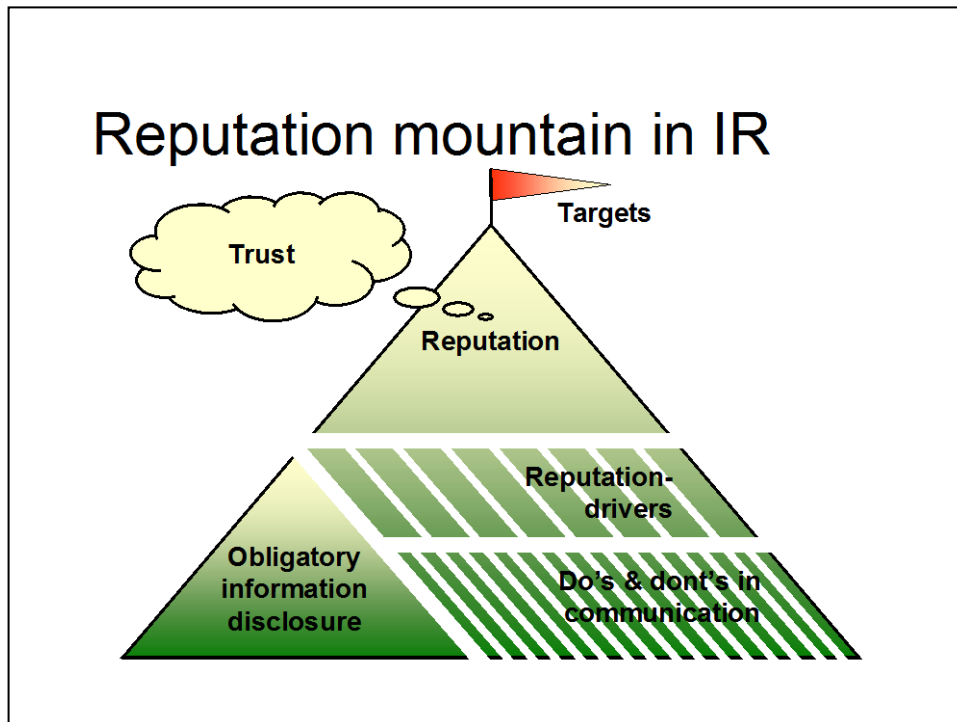 Reputation mountain in IR
Targets
Trust
Reputation
Reputation-
drivers
Obligatory
information
disclosure
Do's & dont's in
communication